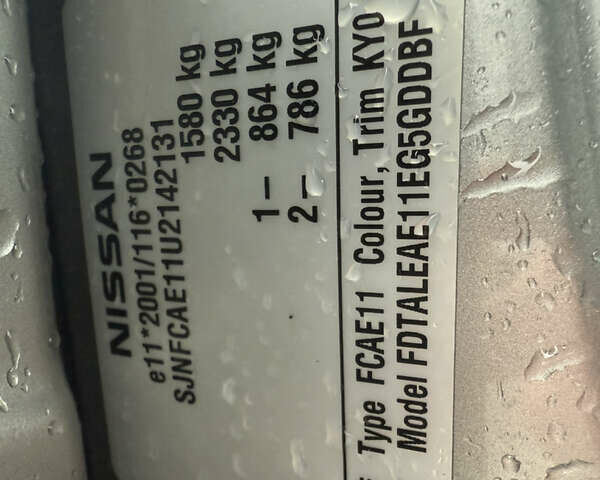 NISSAN
e11*2001/116*0268
SJNFCAE11U2142131
1580 kg
2330 kg
1– 864 kg
2– 786 kg
Type FCAE11 Colour, Trim KY0
Model FDTALEAE11EG5GDDBF